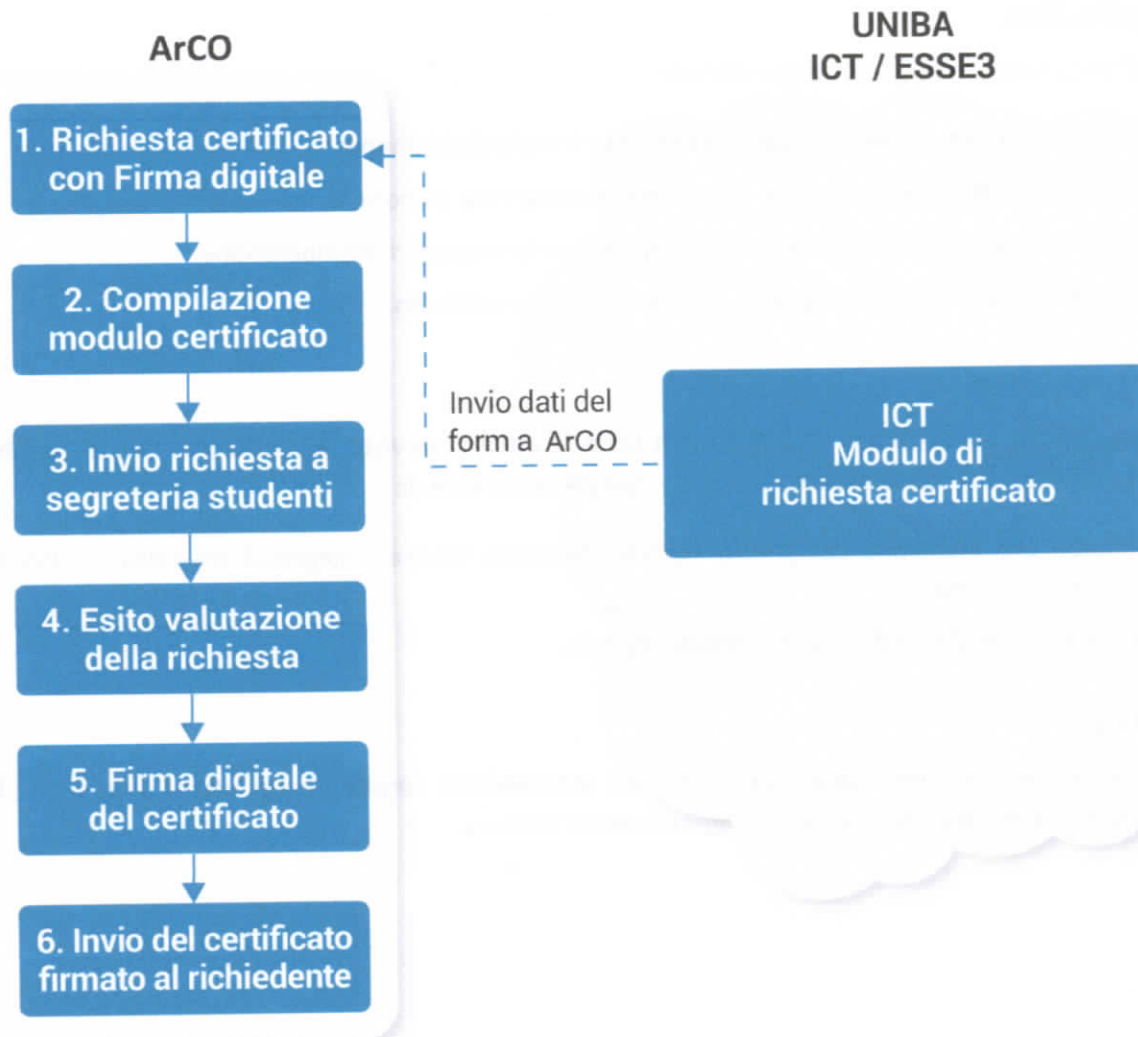 ArCO
UNIBA
ICT / ESSE3
1. Richiesta certificato
con Firma digitale
2. Compilazione
modulo certificato
3. Invio richiesta a
segreteria studenti
4. Esito valutazione
della richiesta
5. Firma digitale
del certificato
6. Invio del certificato
firmato al richiedente
Invio dati del
form a ArCO
ICT
Modulo di
richiesta certificato